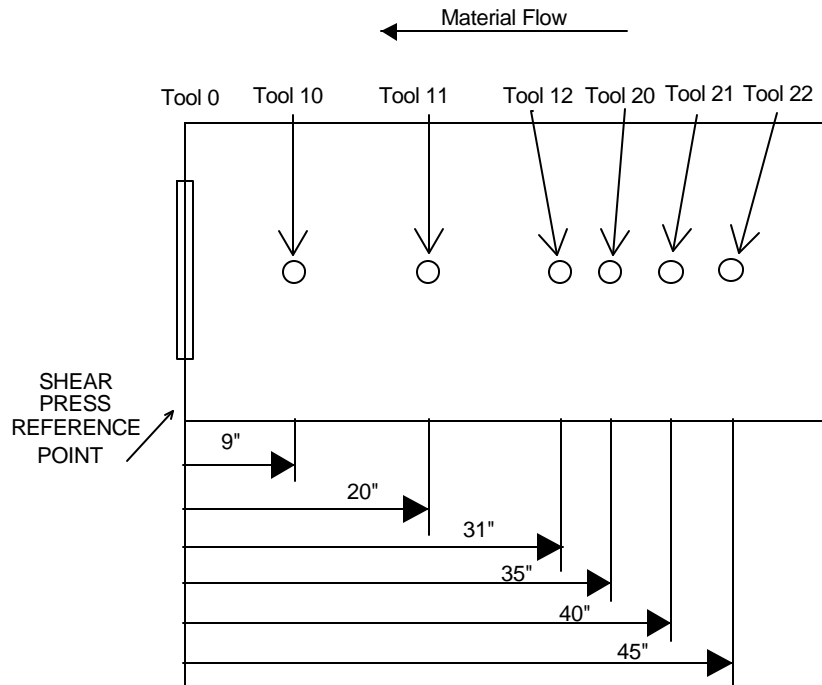 Material Flow
Tool 0 Tool 10 Tool 11 Tool 12 Tool 20 Tool 21 Tool 22
SHEAR
PRESS
REFERENCE
POINT
9"
20"
31"
35"
40"
45"